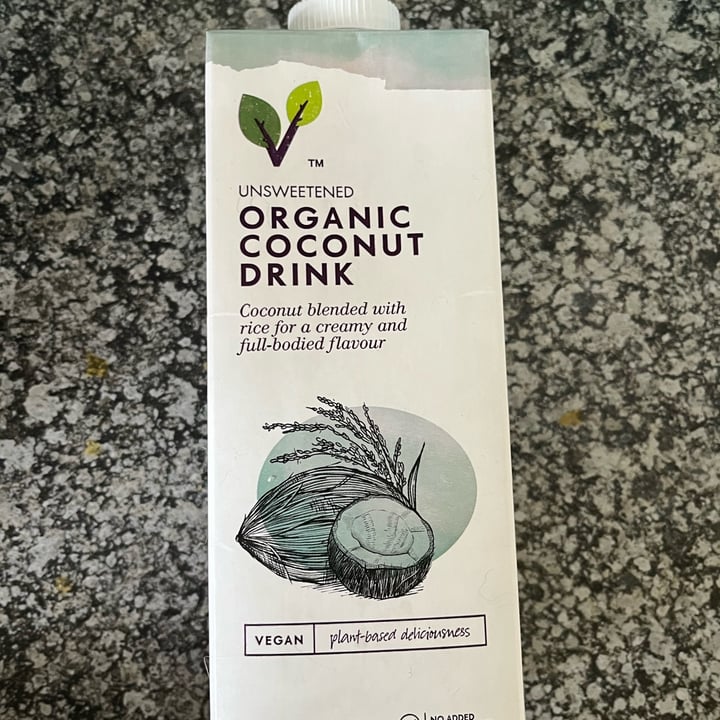 TM
UNSWEETENED
ORGANIC
COCONUT
DRINK
Coconut blended with
rice for a creamy and
full-bodied flavour
VEGAN plant-based deliciousness
NO ADDED